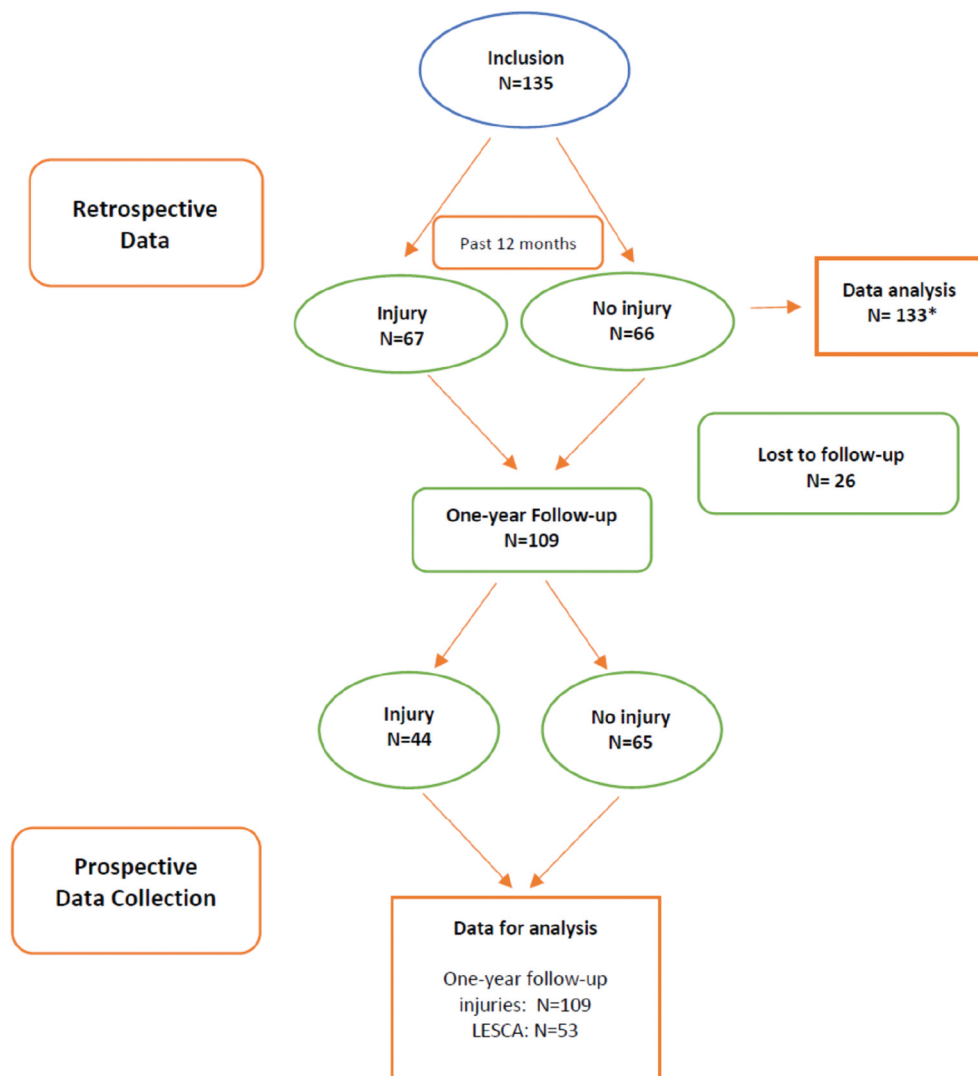 Inclusion
N=135
Retrospective
Data
Past 12 months
Injury
N=67
No injury
N=66
Data analysis
N= 133*
Lost to follow-up
N= 26
One-year Follow-up
N=109
Injury
N=44
No injury
N=65
Prospective
Data Collection
Data for analysis
One-year follow-up
injuries: N=109
LESCA: N=53